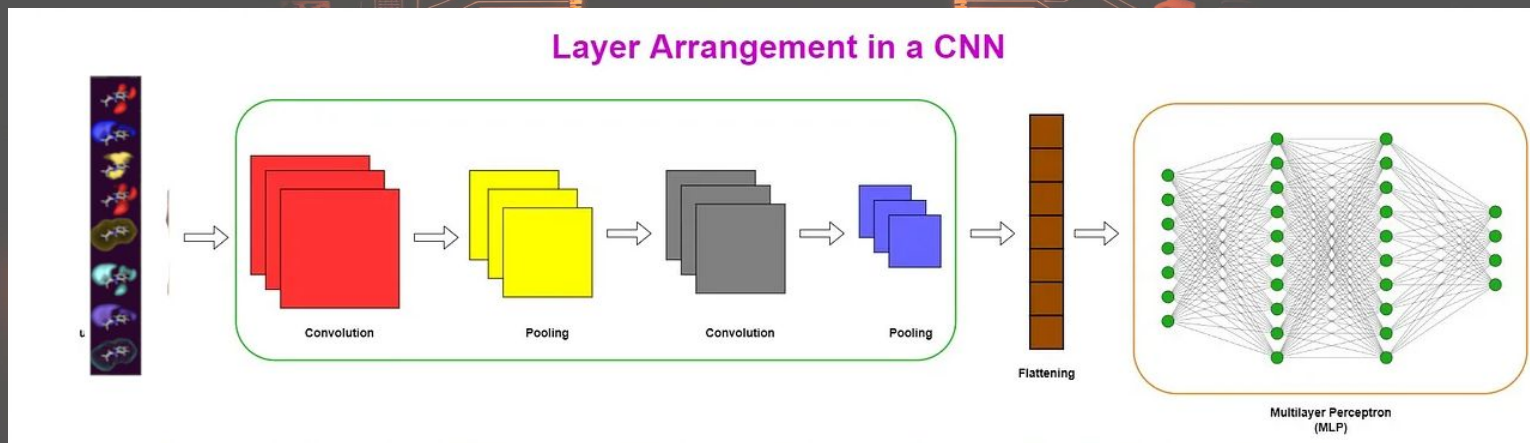 Layer Arrangement in a CNN
Convolution
Pooling
Convolution
Pooling
Flattening
Multilayer Perceptron
(MLP)